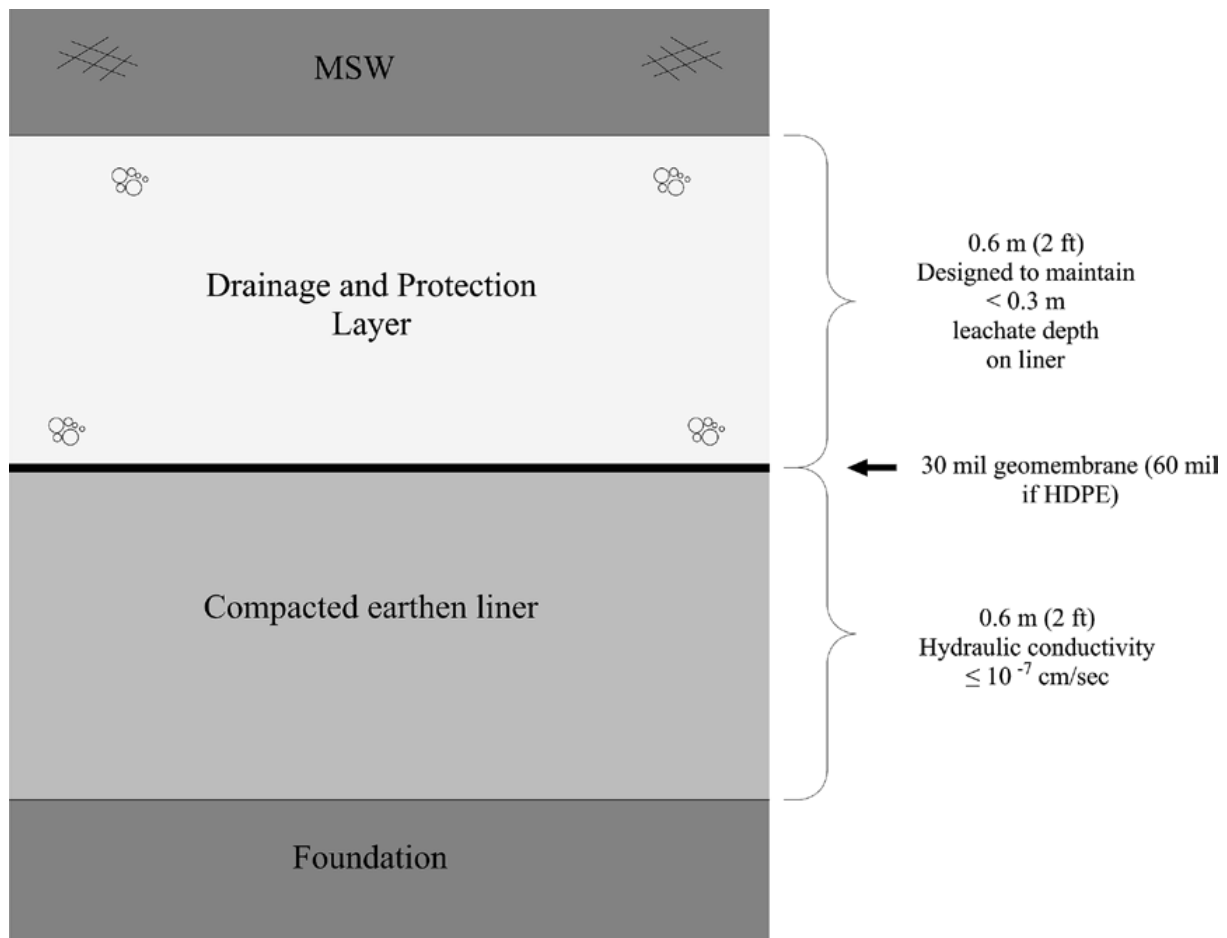 MSW
Drainage and Protection
Layer
0.6 m (2 ft)
Designed to maintain
< 0.3 m
leachate depth
on liner
30 mil geomembrane (60 mil
if HDPE)
Compacted earthen liner
0.6 m (2 ft)
Hydraulic conductivity
≤ 10 -7 cm/sec
Foundation